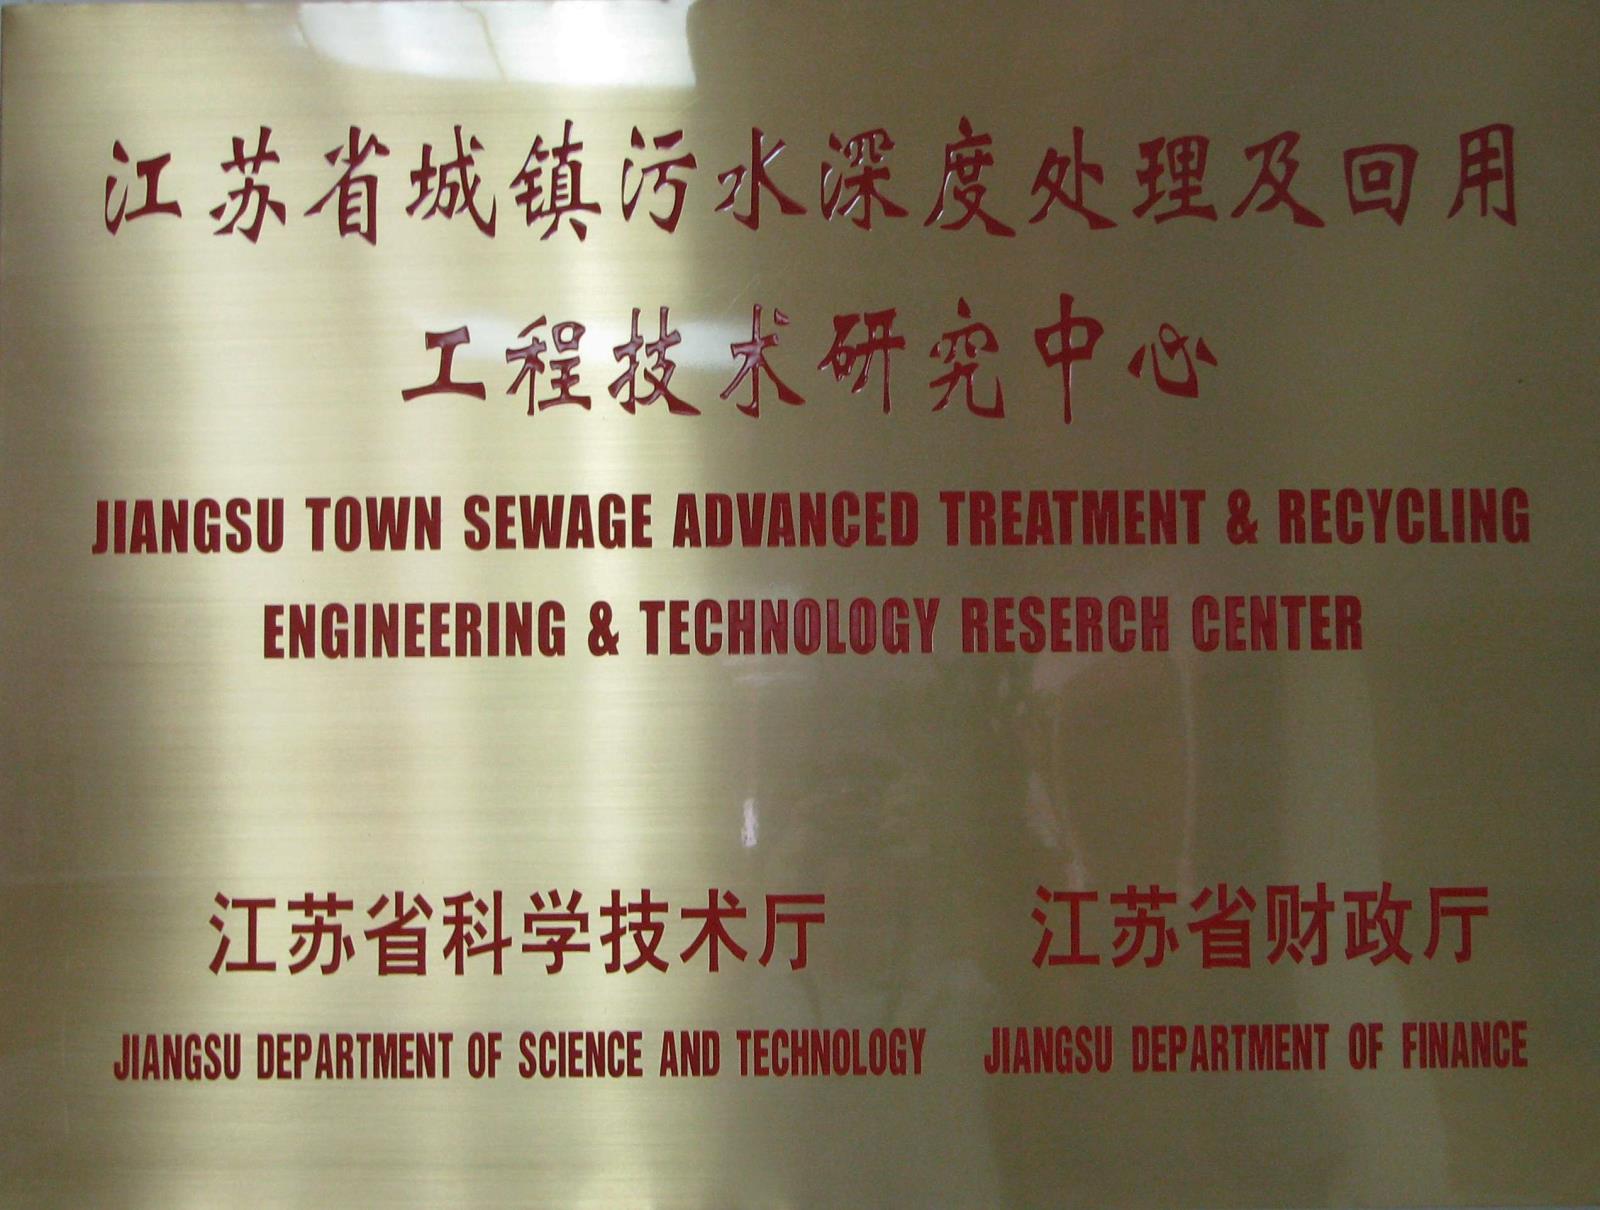 江苏省城镇污水深度处理及回用
工程技术研究中心
JIANGSU TOWN SEWAGE ADVANCED TREATMENT & RECYCLING
ENGINEERING & TECHNOLOGY RESERCH CENTER
江苏省科学技术厅 江苏省财政厅
JIANGSU DEPARTMENT OF SCIENCE AND TECHNOLOGY JIANGSU DEPARTMENT OF FINANCE